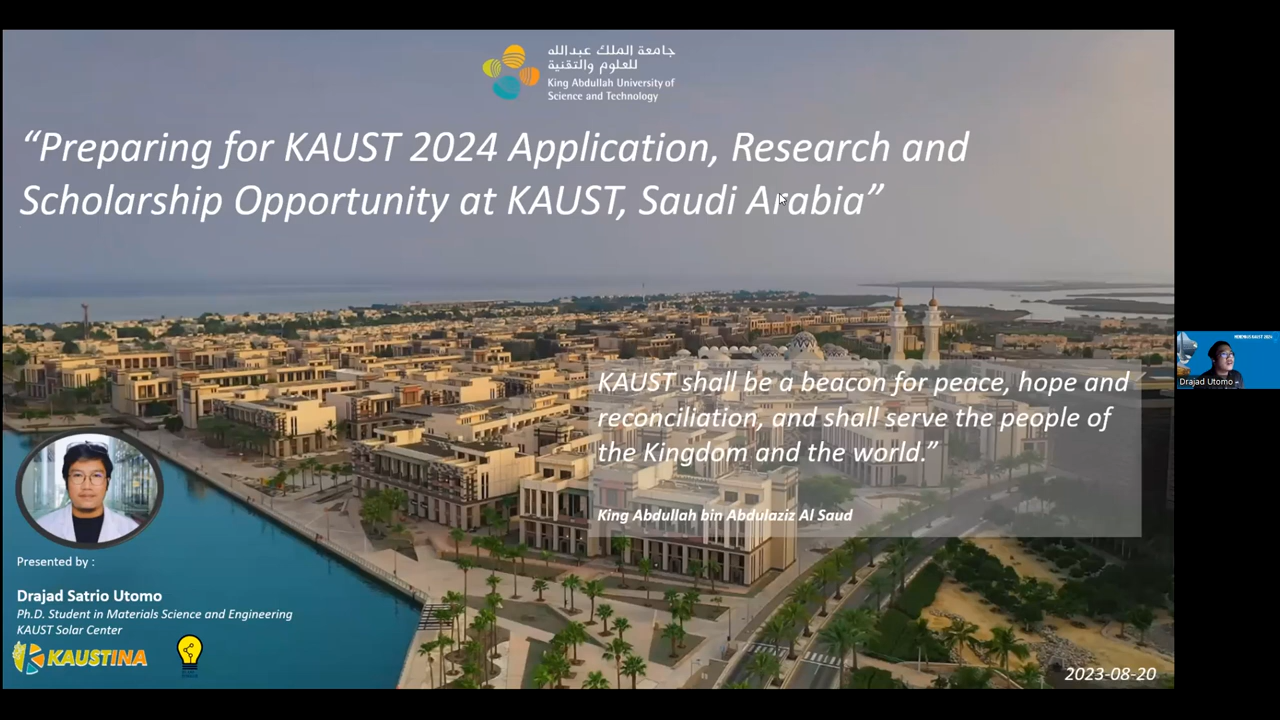 جامعة الملك عبدالله
للعلوم والتقنية
King Abdullah University of
Science and Technology
“Preparing for KAUST 2024 Application, Research and
Scholarship Opportunity at KAUST, Saudi Arabia”
KAUST shall be a beacon for peace, hope and
reconciliation, and shall serve the people of
the Kingdom and the world.”
King Abdullah bin Abdulaziz Al Saud
Presented by :
Drajad Satrio Utomo
Ph.D. Student in Materials Science and Engineering
KAUST Solar Center
KAUSTINA
2023-08-20
Drajad Utomo -